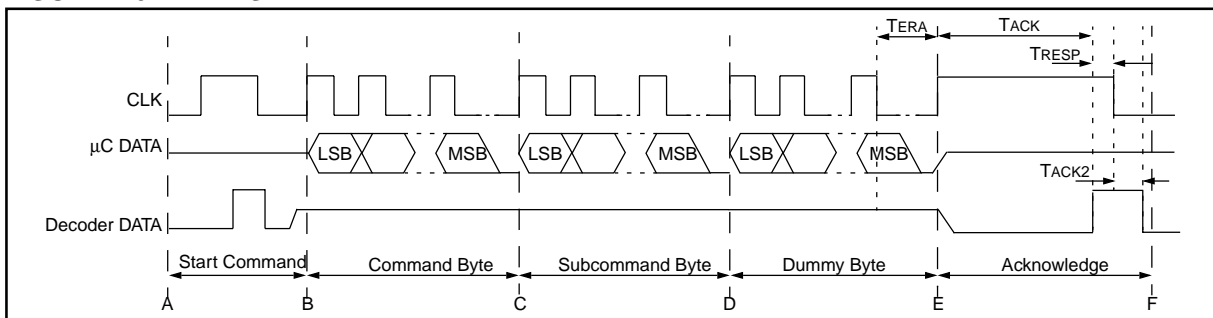 TERA
TACK
TRESP
CLK
µC DATA
LSB
MSB
LSB
MSB
LSB
MSB
TACK2
Decoder DATA
Start Command
Command Byte
Subcommand Byte
Dummy Byte
Acknowledge
A
B
C
D
E
F